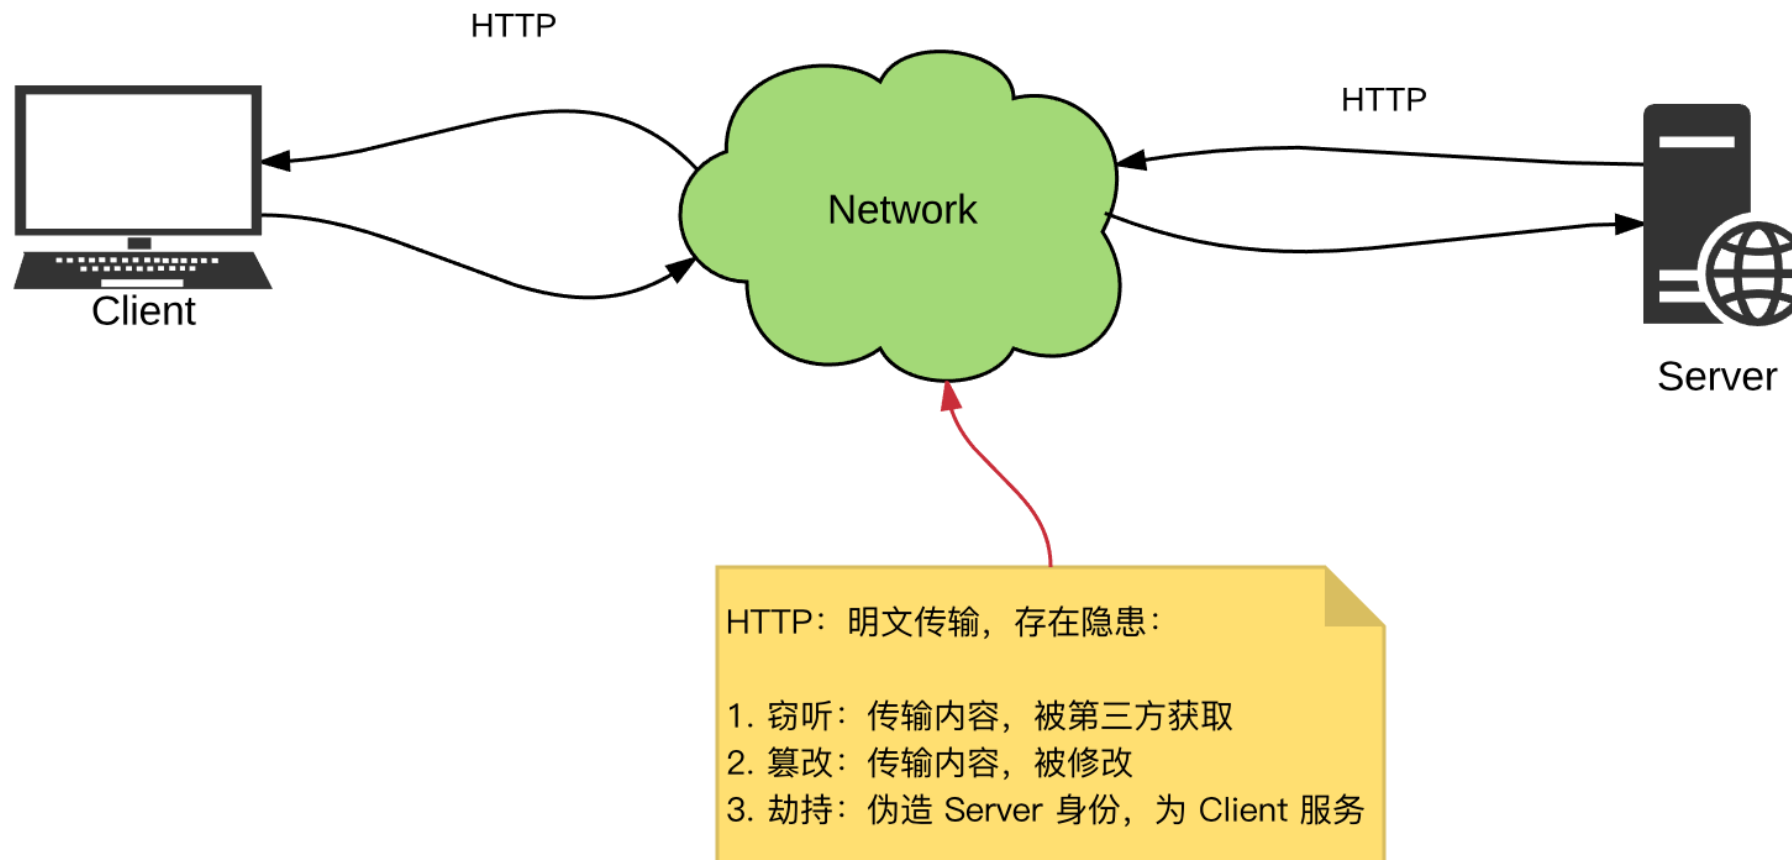 HTTP
HTTP
Network
Client
Server
HTTP：明文传输，存在隐患：
1. 窃听：传输内容，被第三方获取
2. 篡改：传输内容，被修改
3. 劫持：伪造 Server 身份，为 Client 服务